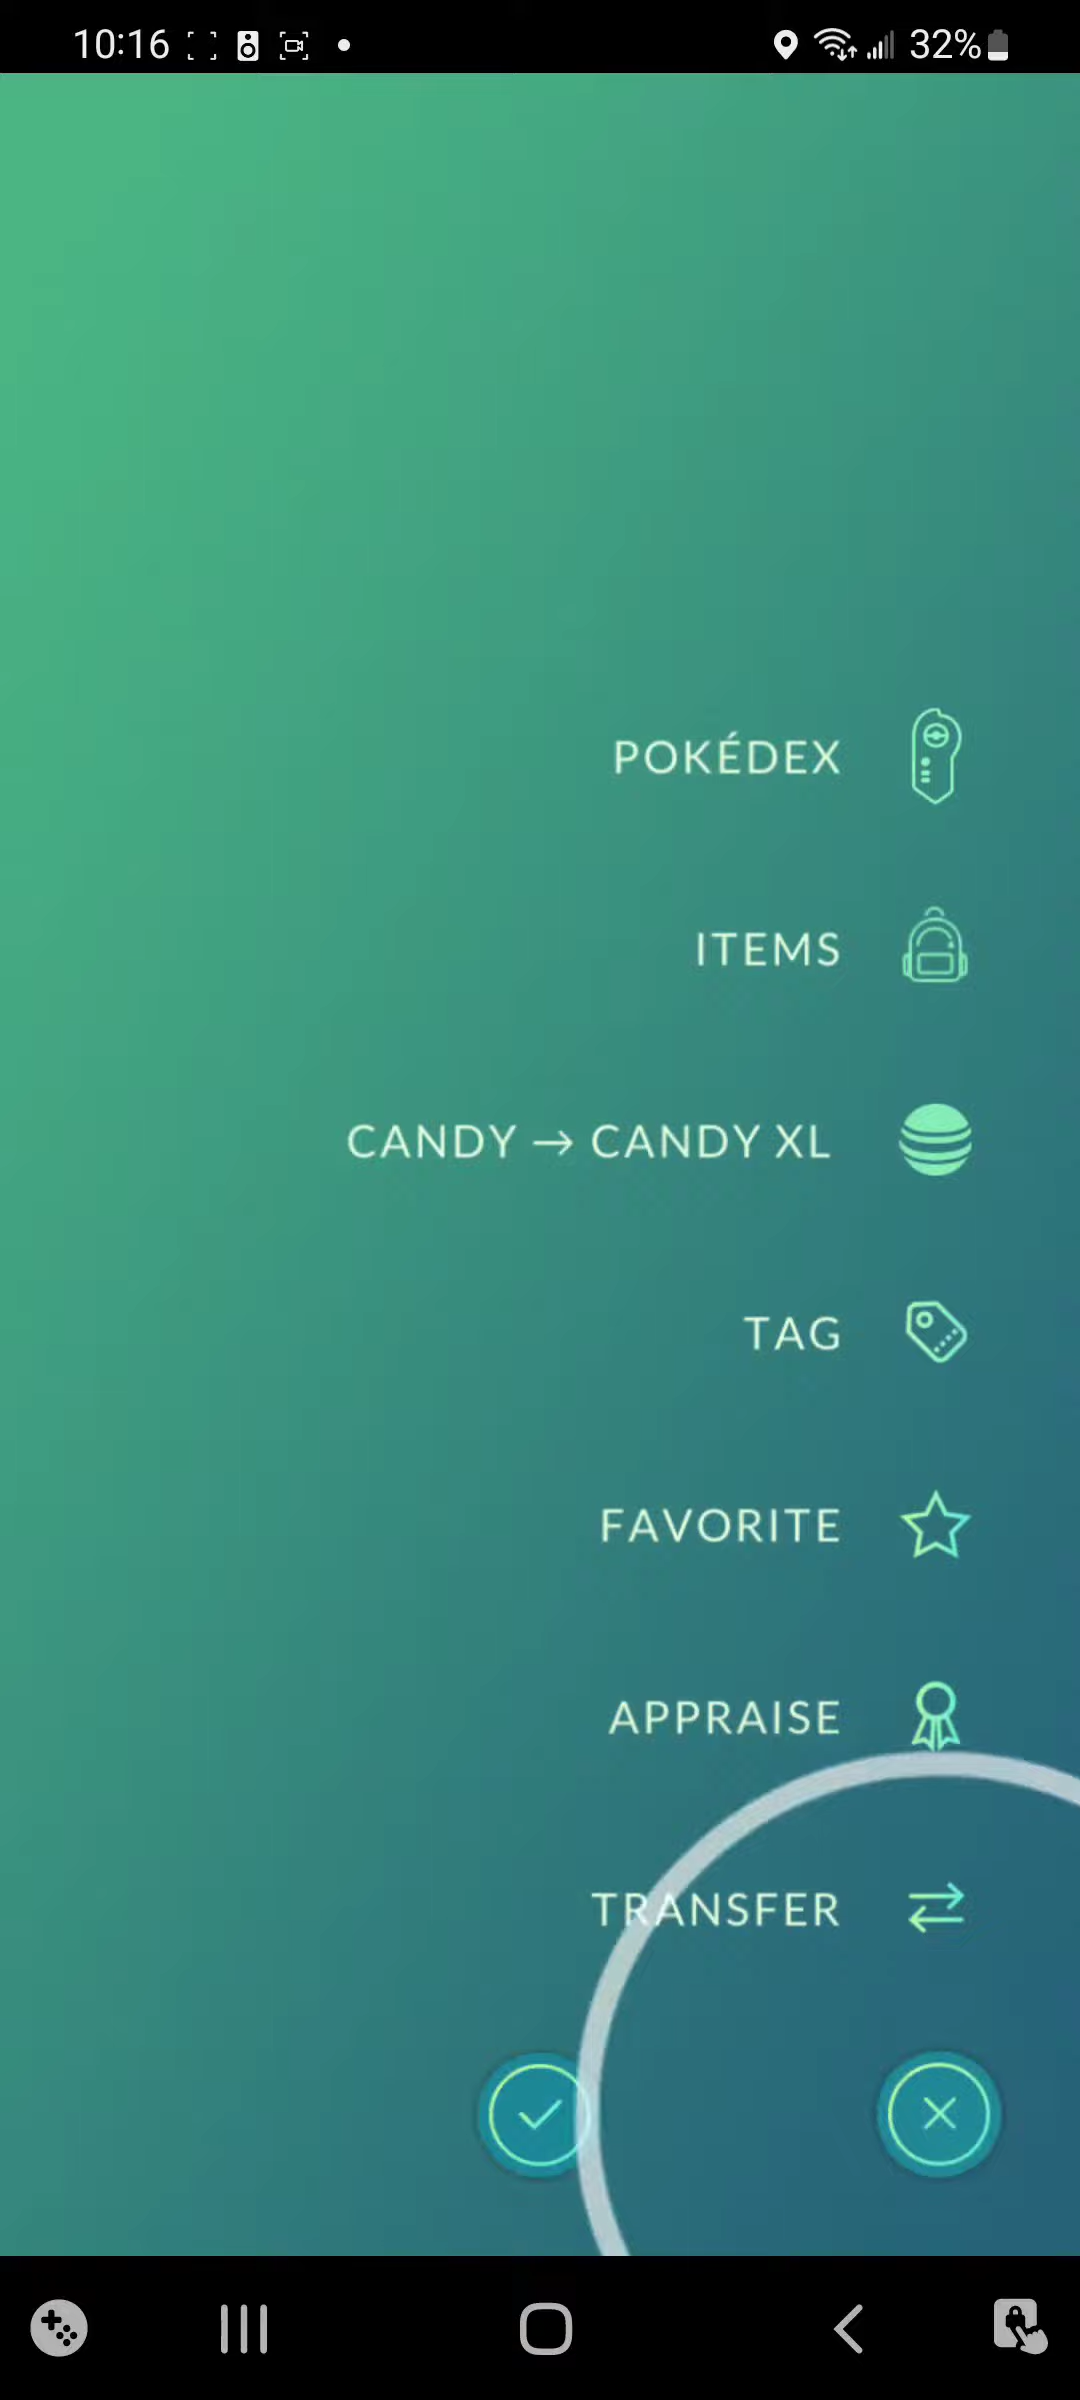 10:16 32%
POKÉDEX
ITEMS
CANDY → CANDY XL
TAG
FAVORITE
APPRAISE
TRANSFER